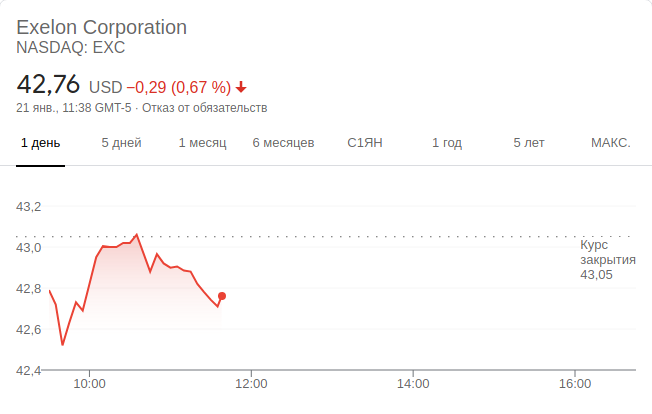 Exelon Corporation
NASDAQ: EXC
42,76 USD −0,29 (0,67 %)
21 янв., 11:38 GMT-5 · Отказ от обязательств
1 день 5 дней 1 месяц 6 месяцев С1ЯН 1 год 5 лет МАКС.
43,2
43,0
42,8
42,6
42,4
Курс
закрытия
43,05
10:00 12:00 14:00 16:00